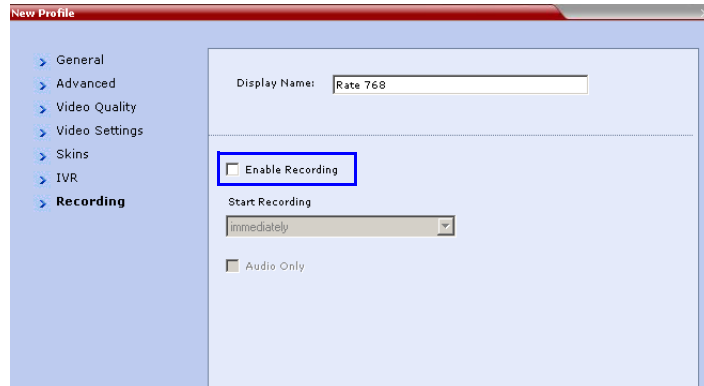 New Profile
General
Advanced
Video Quality
Video Settings
Skins
IVR
Recording
Display Name: Rate 768
Enable Recording
Start Recording
immediately
Audio Only